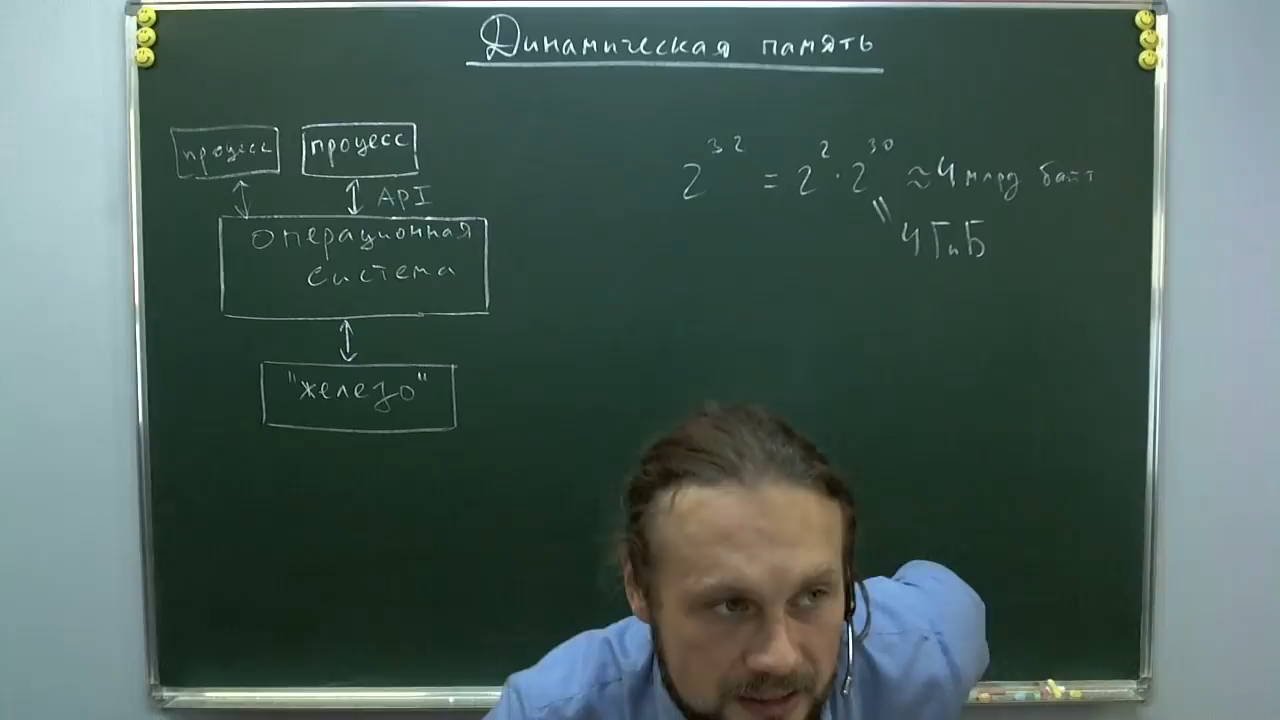 Динамическая память
процесс процесс
API
операционная
система
"железо"
2^32 = 2^2 · 2^30 ≈ 4 млрд байт
4 ГиБ